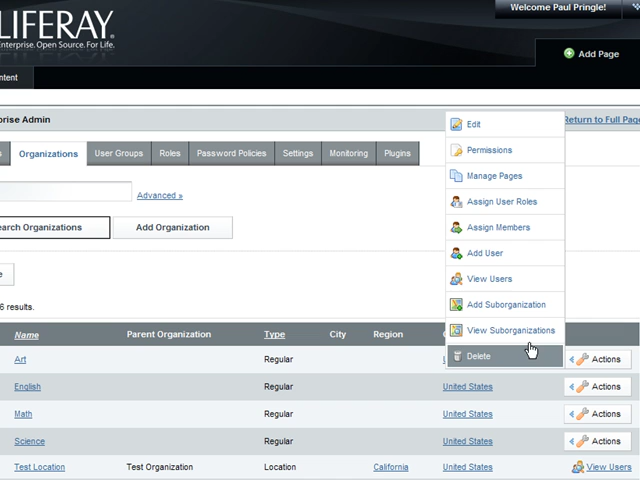 Welcome Paul Pringle!
LIFERAY
Enterprise. Open Source. For Life.
Add Page
ntent
prise Admin
Return to Full Page
s Organizations User Groups Roles Password Policies Settings Monitoring Plugins
Advanced »
earch Organizations Add Organization
e
6 results.
Edit
Permissions
Manage Pages
Assign User Roles
Assign Members
Add User
View Users
Add Suborganization
View Suborganizations
Delete
Name Parent Organization Type City Region
Art Regular Actions
English Regular United States Actions
Math Regular United States Actions
Science Regular United States Actions
Test Location Test Organization Location California United States View Users